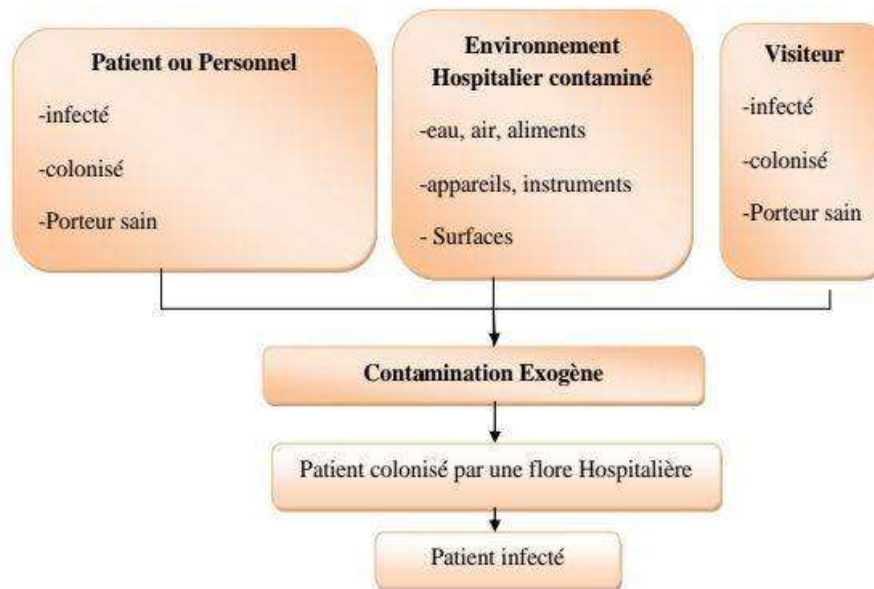 Patient ou Personnel
-infecté
-colonisé
-Porteur sain
Environnement
Hospitalier contaminé
-eau, air, aliments
-appareils, instruments
- Surfaces
Visiteur
-infecté
-colonisé
-Porteur sain
Contamination Exogène
Patient colonisé par une flore Hospitalière
Patient infecté